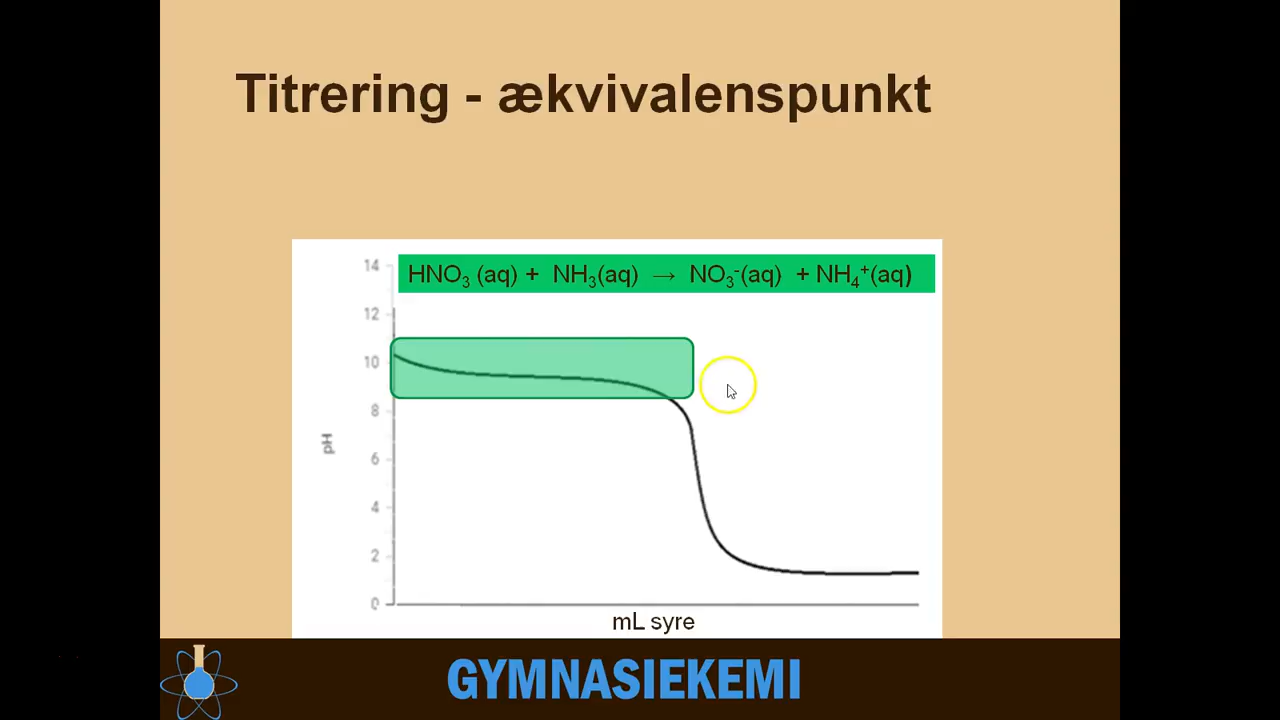 Titrering - ækvivalenspunkt
HNO₃ (aq) + NH₃(aq) → NO₃⁻(aq) + NH₄⁺(aq)
14
12
10
8
6
4
2
0
pH
mL syre
GYMNASIEKEMI